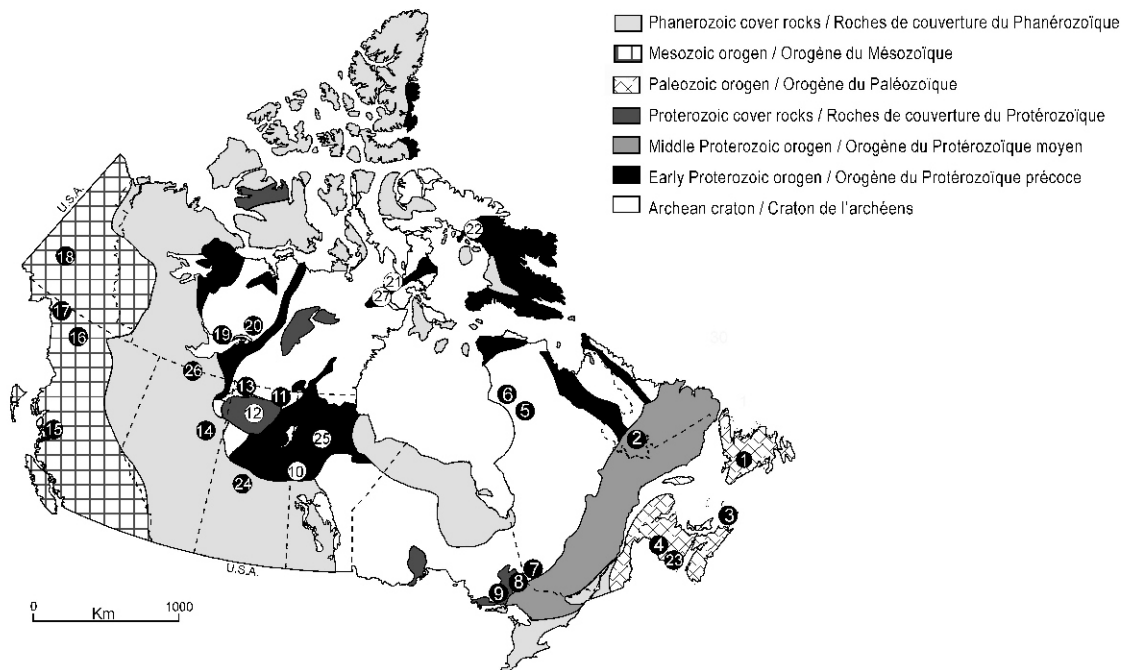 Phanerozoic cover rocks / Roches de couverture du Phanérozoïque
Mesozoic orogen / Orogène du Mésozoïque
Paleozoic orogen / Orogène du Paléozoïque
Proterozoic cover rocks / Roches de couverture du Protérozoïque
Middle Proterozoic orogen / Orogène du Protérozoïque moyen
Early Proterozoic orogen / Orogène du Protérozoïque précoce
Archean craton / Craton de l'archéens
U.S.A.
22
18
21
27
17
20
19
16
26
13
11
6
12
5
15
14
25
2
1
10
24
3
4
23
7
8
9
U.S.A.
0
1000
Km